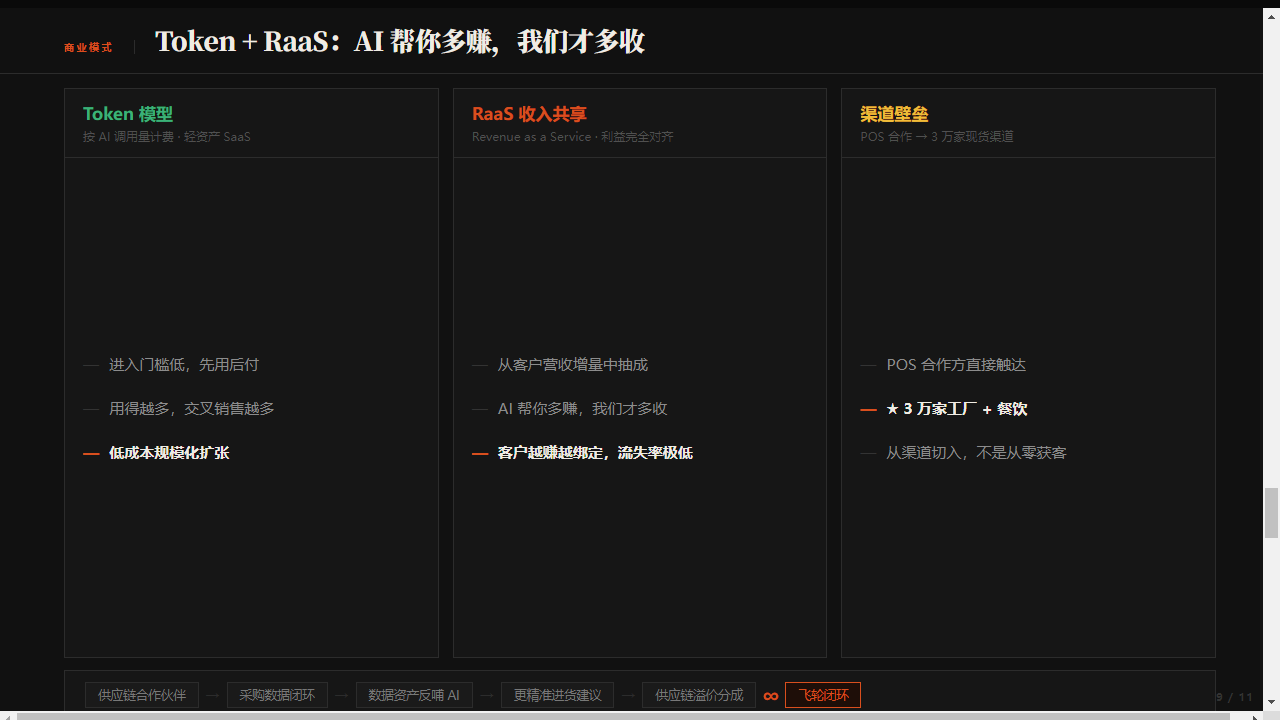 商业模式
Token + RaaS：AI 帮你多赚，我们才多收
Token 模型
按 AI 调用量计费 · 轻资产 SaaS
— 进入门槛低，先用后付
— 用得越多，交叉销售越多
— 低成本规模化扩张
RaaS 收入共享
Revenue as a Service · 利益完全对齐
— 从客户营收增量中抽成
— AI 帮你多赚，我们才多收
— 客户越赚越绑定，流失率极低
渠道壁垒
POS 合作 → 3 万家现货渠道
— POS 合作方直接触达
— ★ 3 万家工厂 + 餐饮
— 从渠道切入，不是从零获客
供应链合作伙伴 → 采购数据闭环 → 数据资产反哺 AI → 更精准进货建议 → 供应链溢价分成 ∞ 飞轮闭环
9 / 11